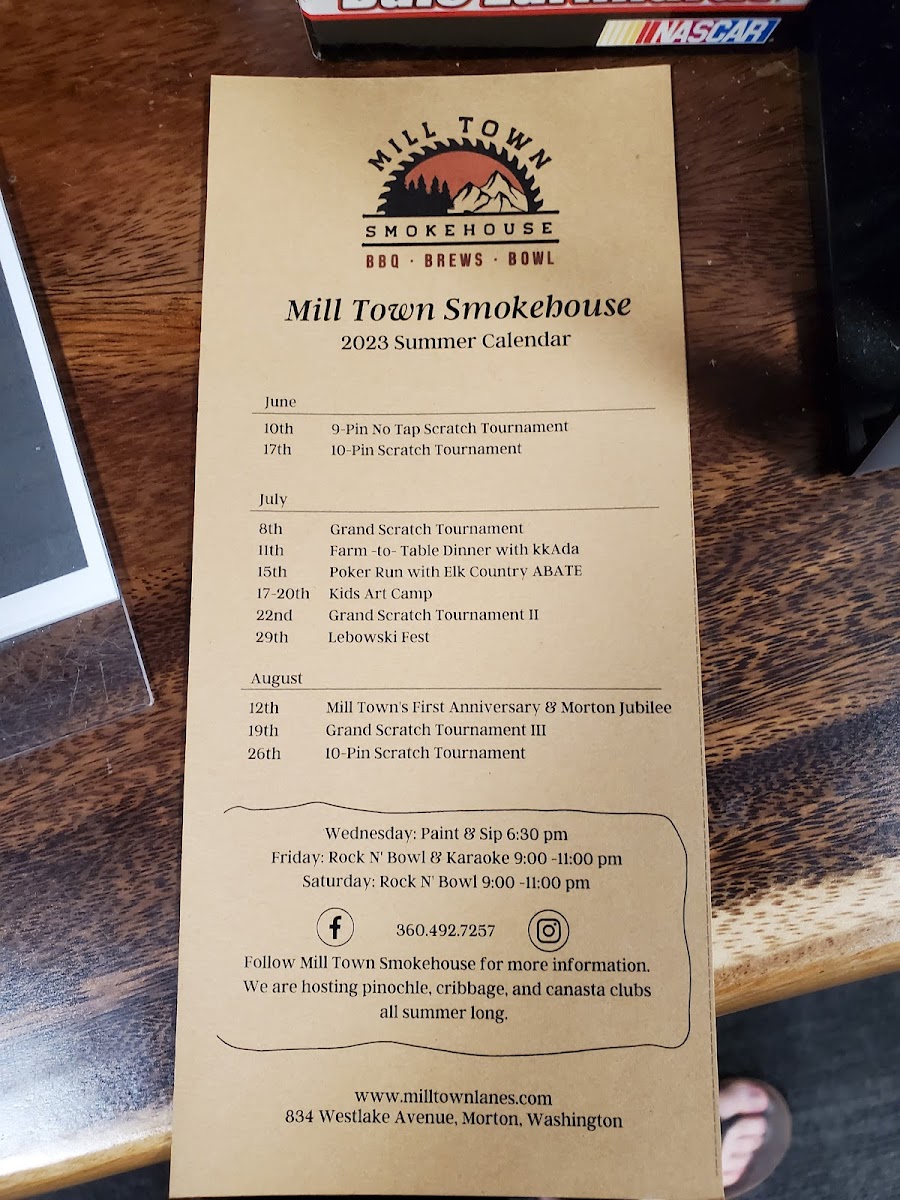 NASCAR
MILL TOWN
SMOKEHOUSE
BBQ · BREWS · BOWL
Mill Town Smokehouse
2023 Summer Calendar
June
10th 9-Pin No Tap Scratch Tournament
17th 10-Pin Scratch Tournament
July
8th Grand Scratch Tournament
11th Farm -to- Table Dinner with kkAda
15th Poker Run with Elk Country ABATE
17-20th Kids Art Camp
22nd Grand Scratch Tournament II
29th Lebowski Fest
August
12th Mill Town's First Anniversary & Morton Jubilee
19th Grand Scratch Tournament III
26th 10-Pin Scratch Tournament
Wednesday: Paint & Sip 6:30 pm
Friday: Rock N' Bowl & Karaoke 9:00 -11:00 pm
Saturday: Rock N' Bowl 9:00 -11:00 pm
360.492.7257
Follow Mill Town Smokehouse for more information.
We are hosting pinochle, cribbage, and canasta clubs
all summer long.
www.milltownlanes.com
834 Westlake Avenue, Morton, Washington